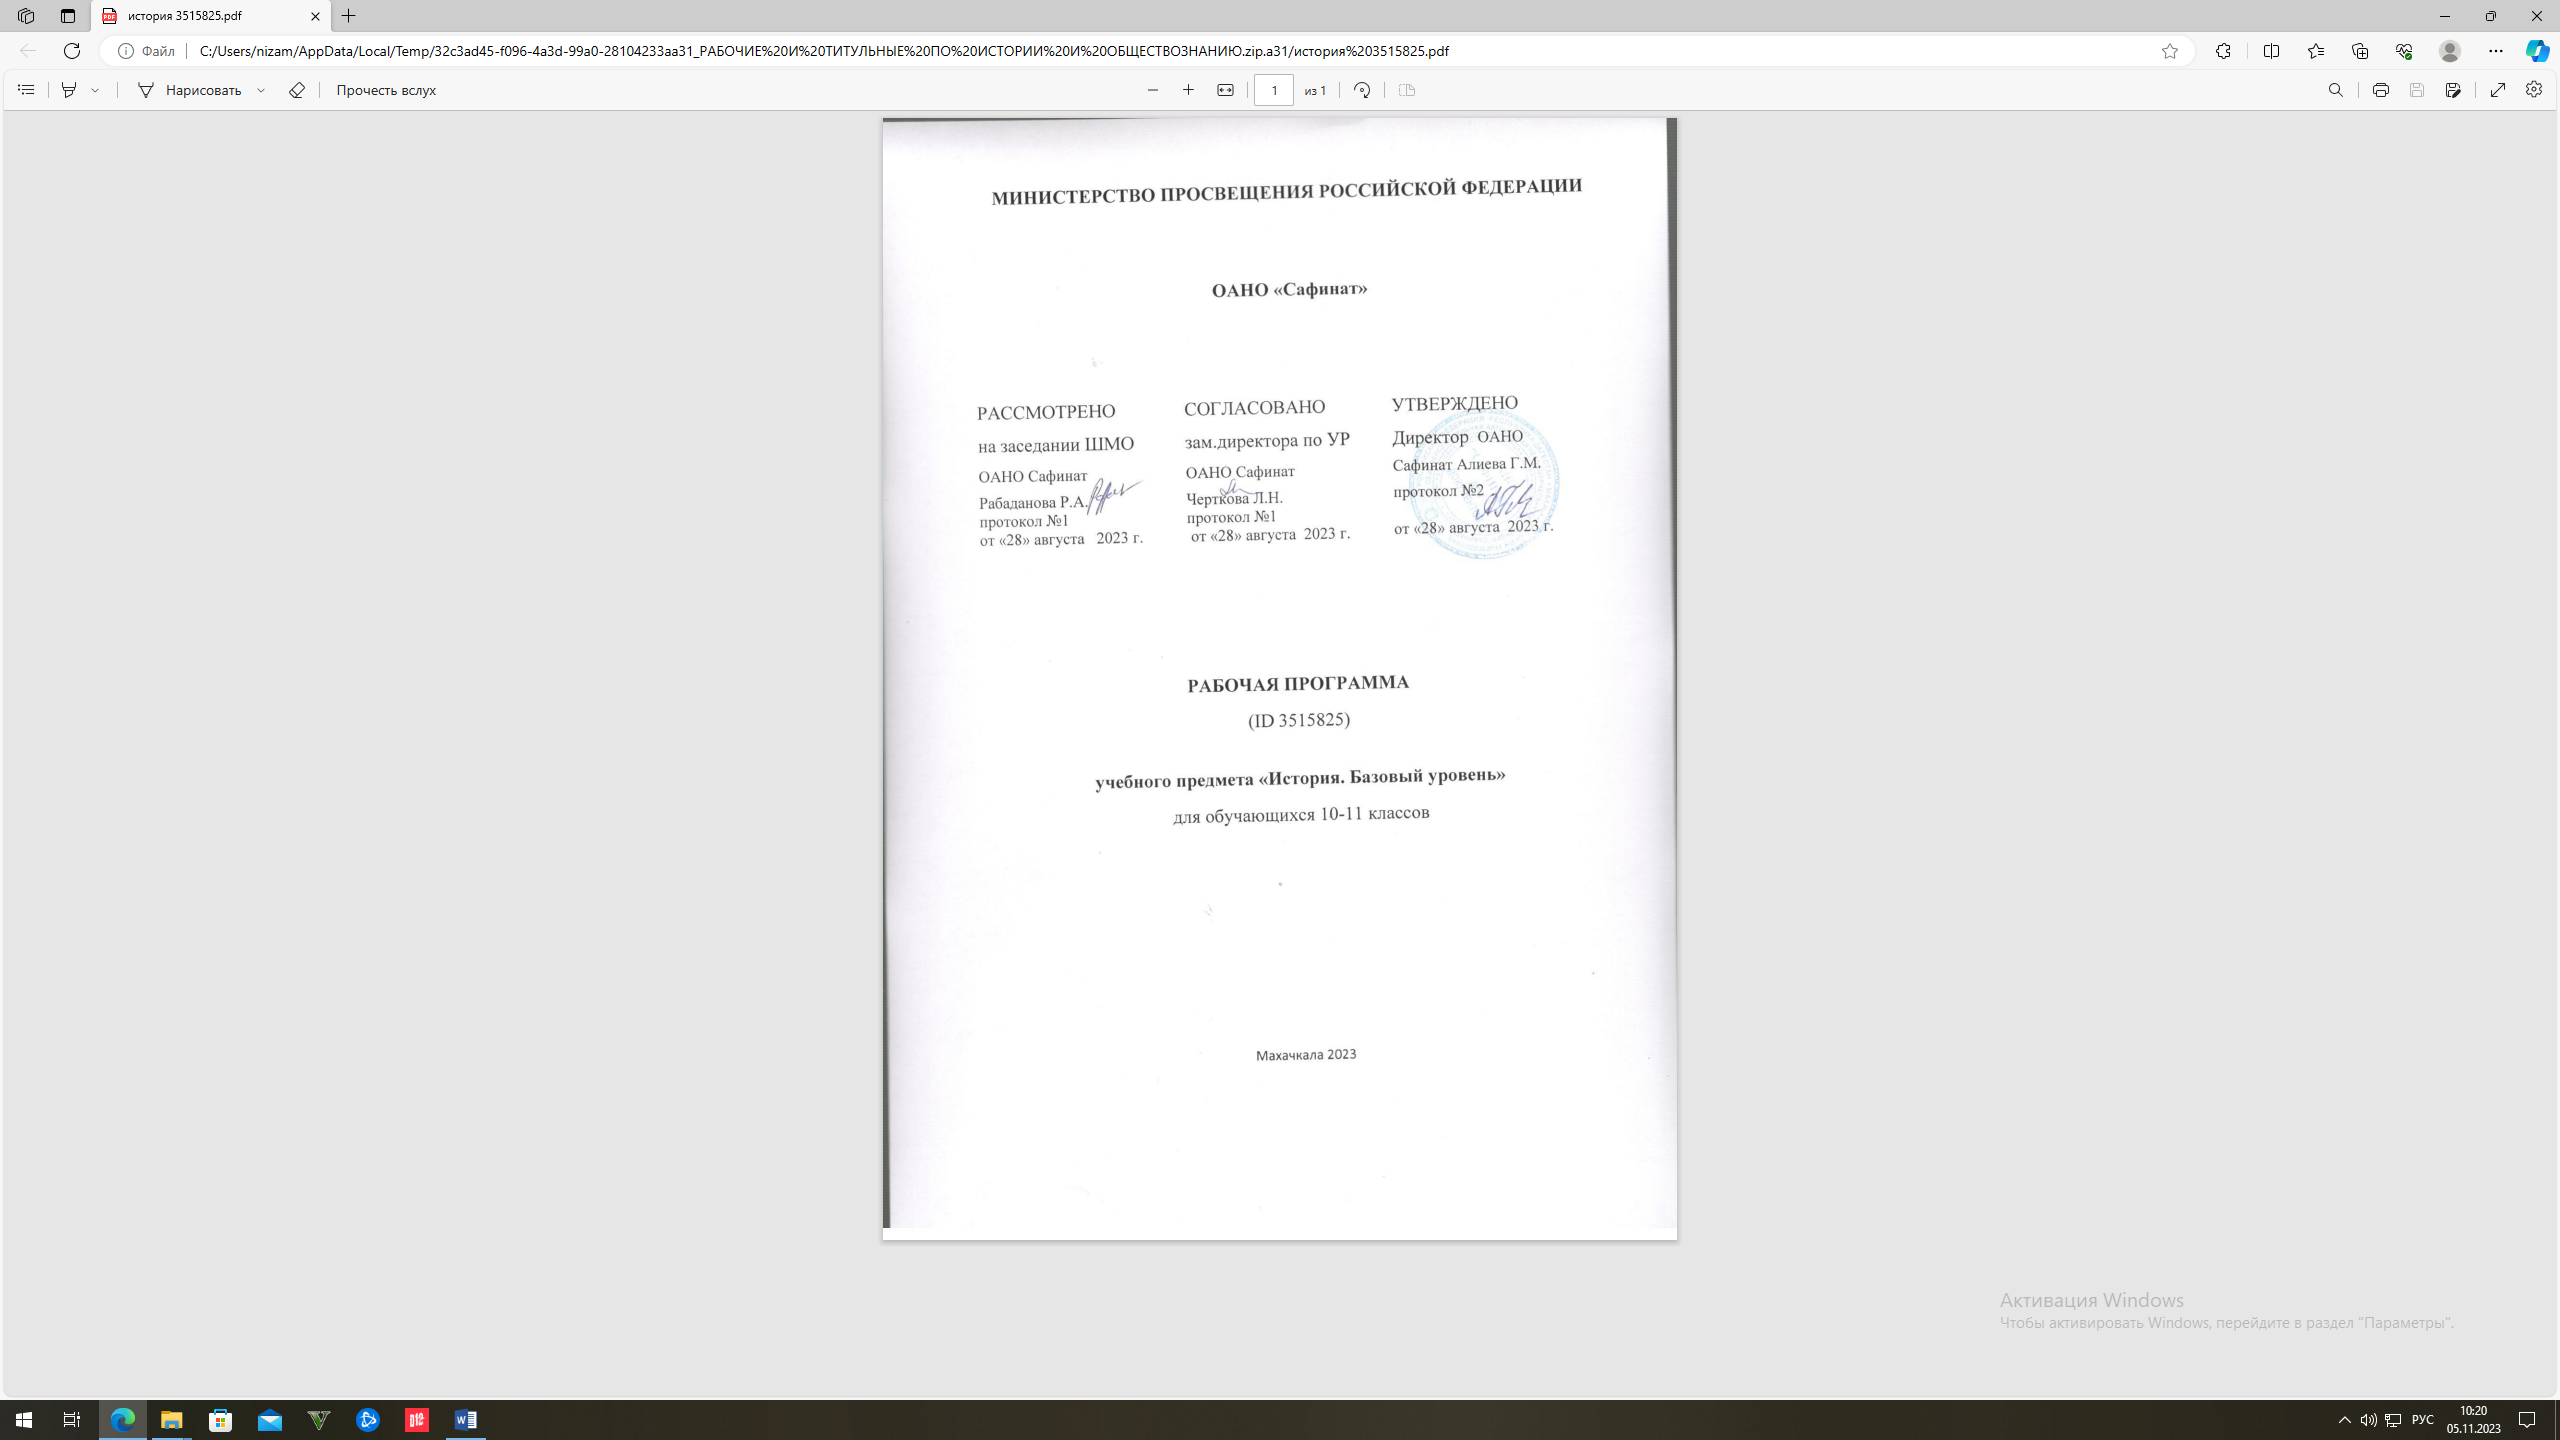 история 3515825.pdf
Файл
C:/Users/nizam/AppData/Local/Temp/32c3ad45-f096-4a3d-99a0-28104233aa31_РАБОЧИЕ%20И%20ТИТУЛЬНЫЕ%20ПО%20ИСТОРИИ%20И%20ОБЩЕСТВОЗНАНИЮ.zip.a31/история%203515825.pdf
Нарисовать
Прочесть вслух
1
из 1
МИНИСТЕРСТВО ПРОСВЕЩЕНИЯ РОССИЙСКОЙ ФЕДЕРАЦИИ
ОАНО «Сафинат»
РАССМОТРЕНО
на заседании ШМО
ОАНО Сафинат
Рабаданова Р.А.
протокол №1
от «28» августа 2023 г.
СОГЛАСОВАНО
зам.директора по УР
ОАНО Сафинат
Черткова Л.Н.
протокол №1
от «28» августа 2023 г.
УТВЕРЖДЕНО
Директор ОАНО
Сафинат Алиева Г.М.
протокол №2
от «28» августа 2023 г.
РАБОЧАЯ ПРОГРАММА
(ID 3515825)
учебного предмета «История. Базовый уровень»
для обучающихся 10-11 классов
Махачкала 2023
Активация Windows
Чтобы активировать Windows, перейдите в раздел "Параметры".
РУС
10:20
05.11.2023